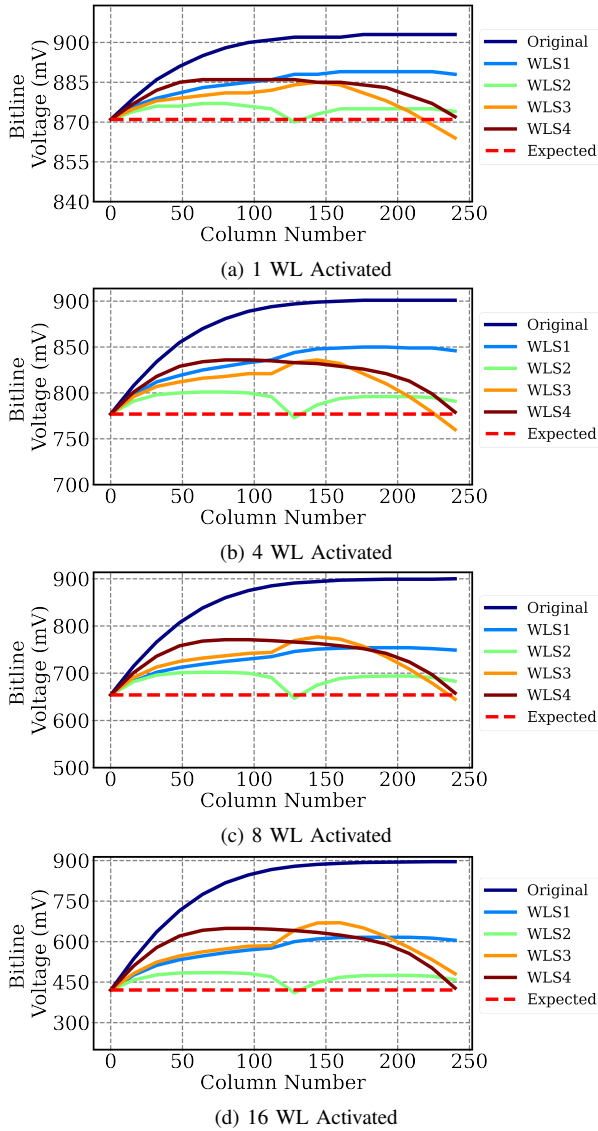 Bitline
Voltage (mV)
900
885
870
855
840
0 50 100 150 200 250
Column Number
Original
WLS1
WLS2
WLS3
WLS4
Expected
(a) 1 WL Activated
Bitline
Voltage (mV)
900
850
800
750
700
0 50 100 150 200 250
Column Number
Original
WLS1
WLS2
WLS3
WLS4
Expected
(b) 4 WL Activated
Bitline
Voltage (mV)
900
800
700
600
500
0 50 100 150 200 250
Column Number
Original
WLS1
WLS2
WLS3
WLS4
Expected
(c) 8 WL Activated
Bitline
Voltage (mV)
900
750
600
450
300
0 50 100 150 200 250
Column Number
Original
WLS1
WLS2
WLS3
WLS4
Expected
(d) 16 WL Activated